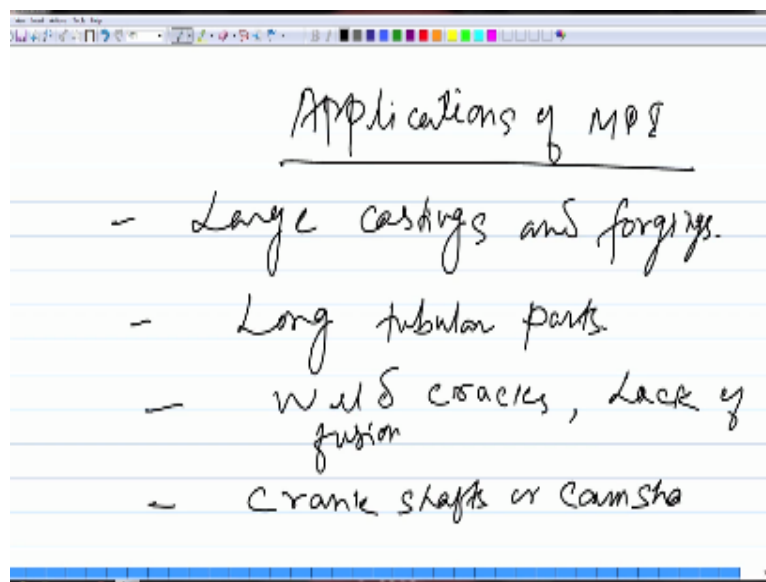 Applications of MPI
- Large castings and forgings.
- Long tubular parts.
- Weld cracks, Lack of
fusion
- Crank shafts or Camsha